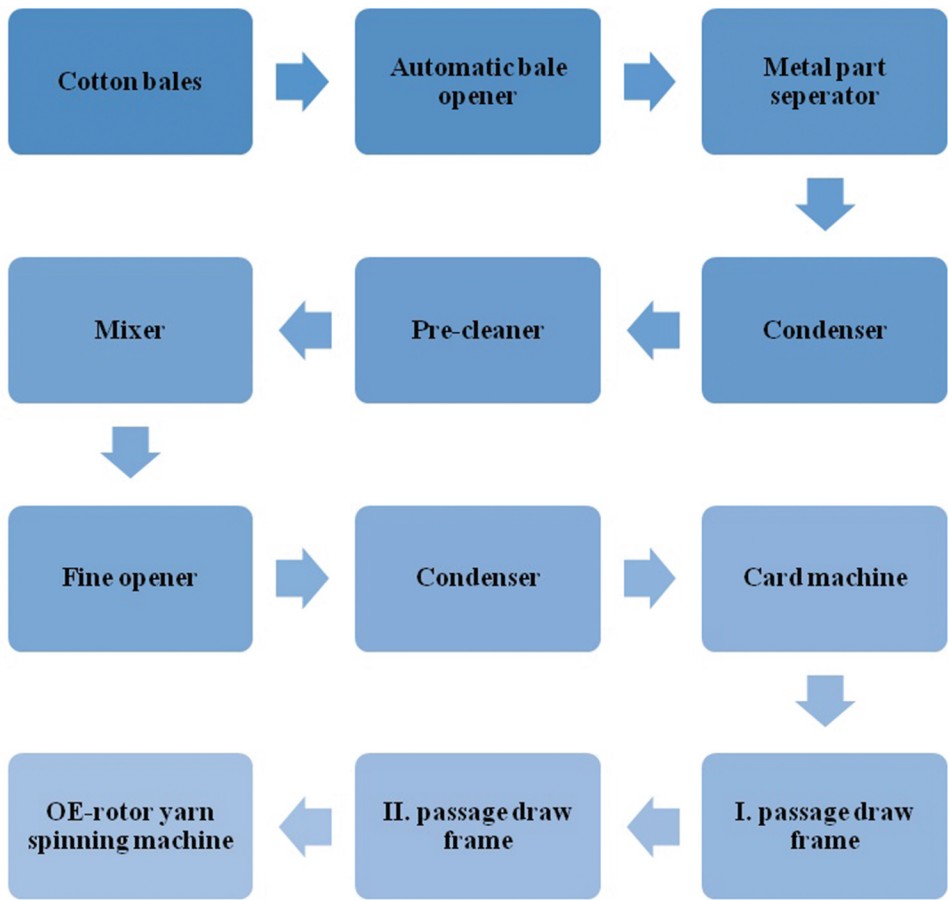 Cotton bales
Automatic bale
opener
Metal part
seperator
Condenser
Pre-cleaner
Mixer
Fine opener
Condenser
Card machine
I. passage draw
frame
II. passage draw
frame
OE-rotor yarn
spinning machine